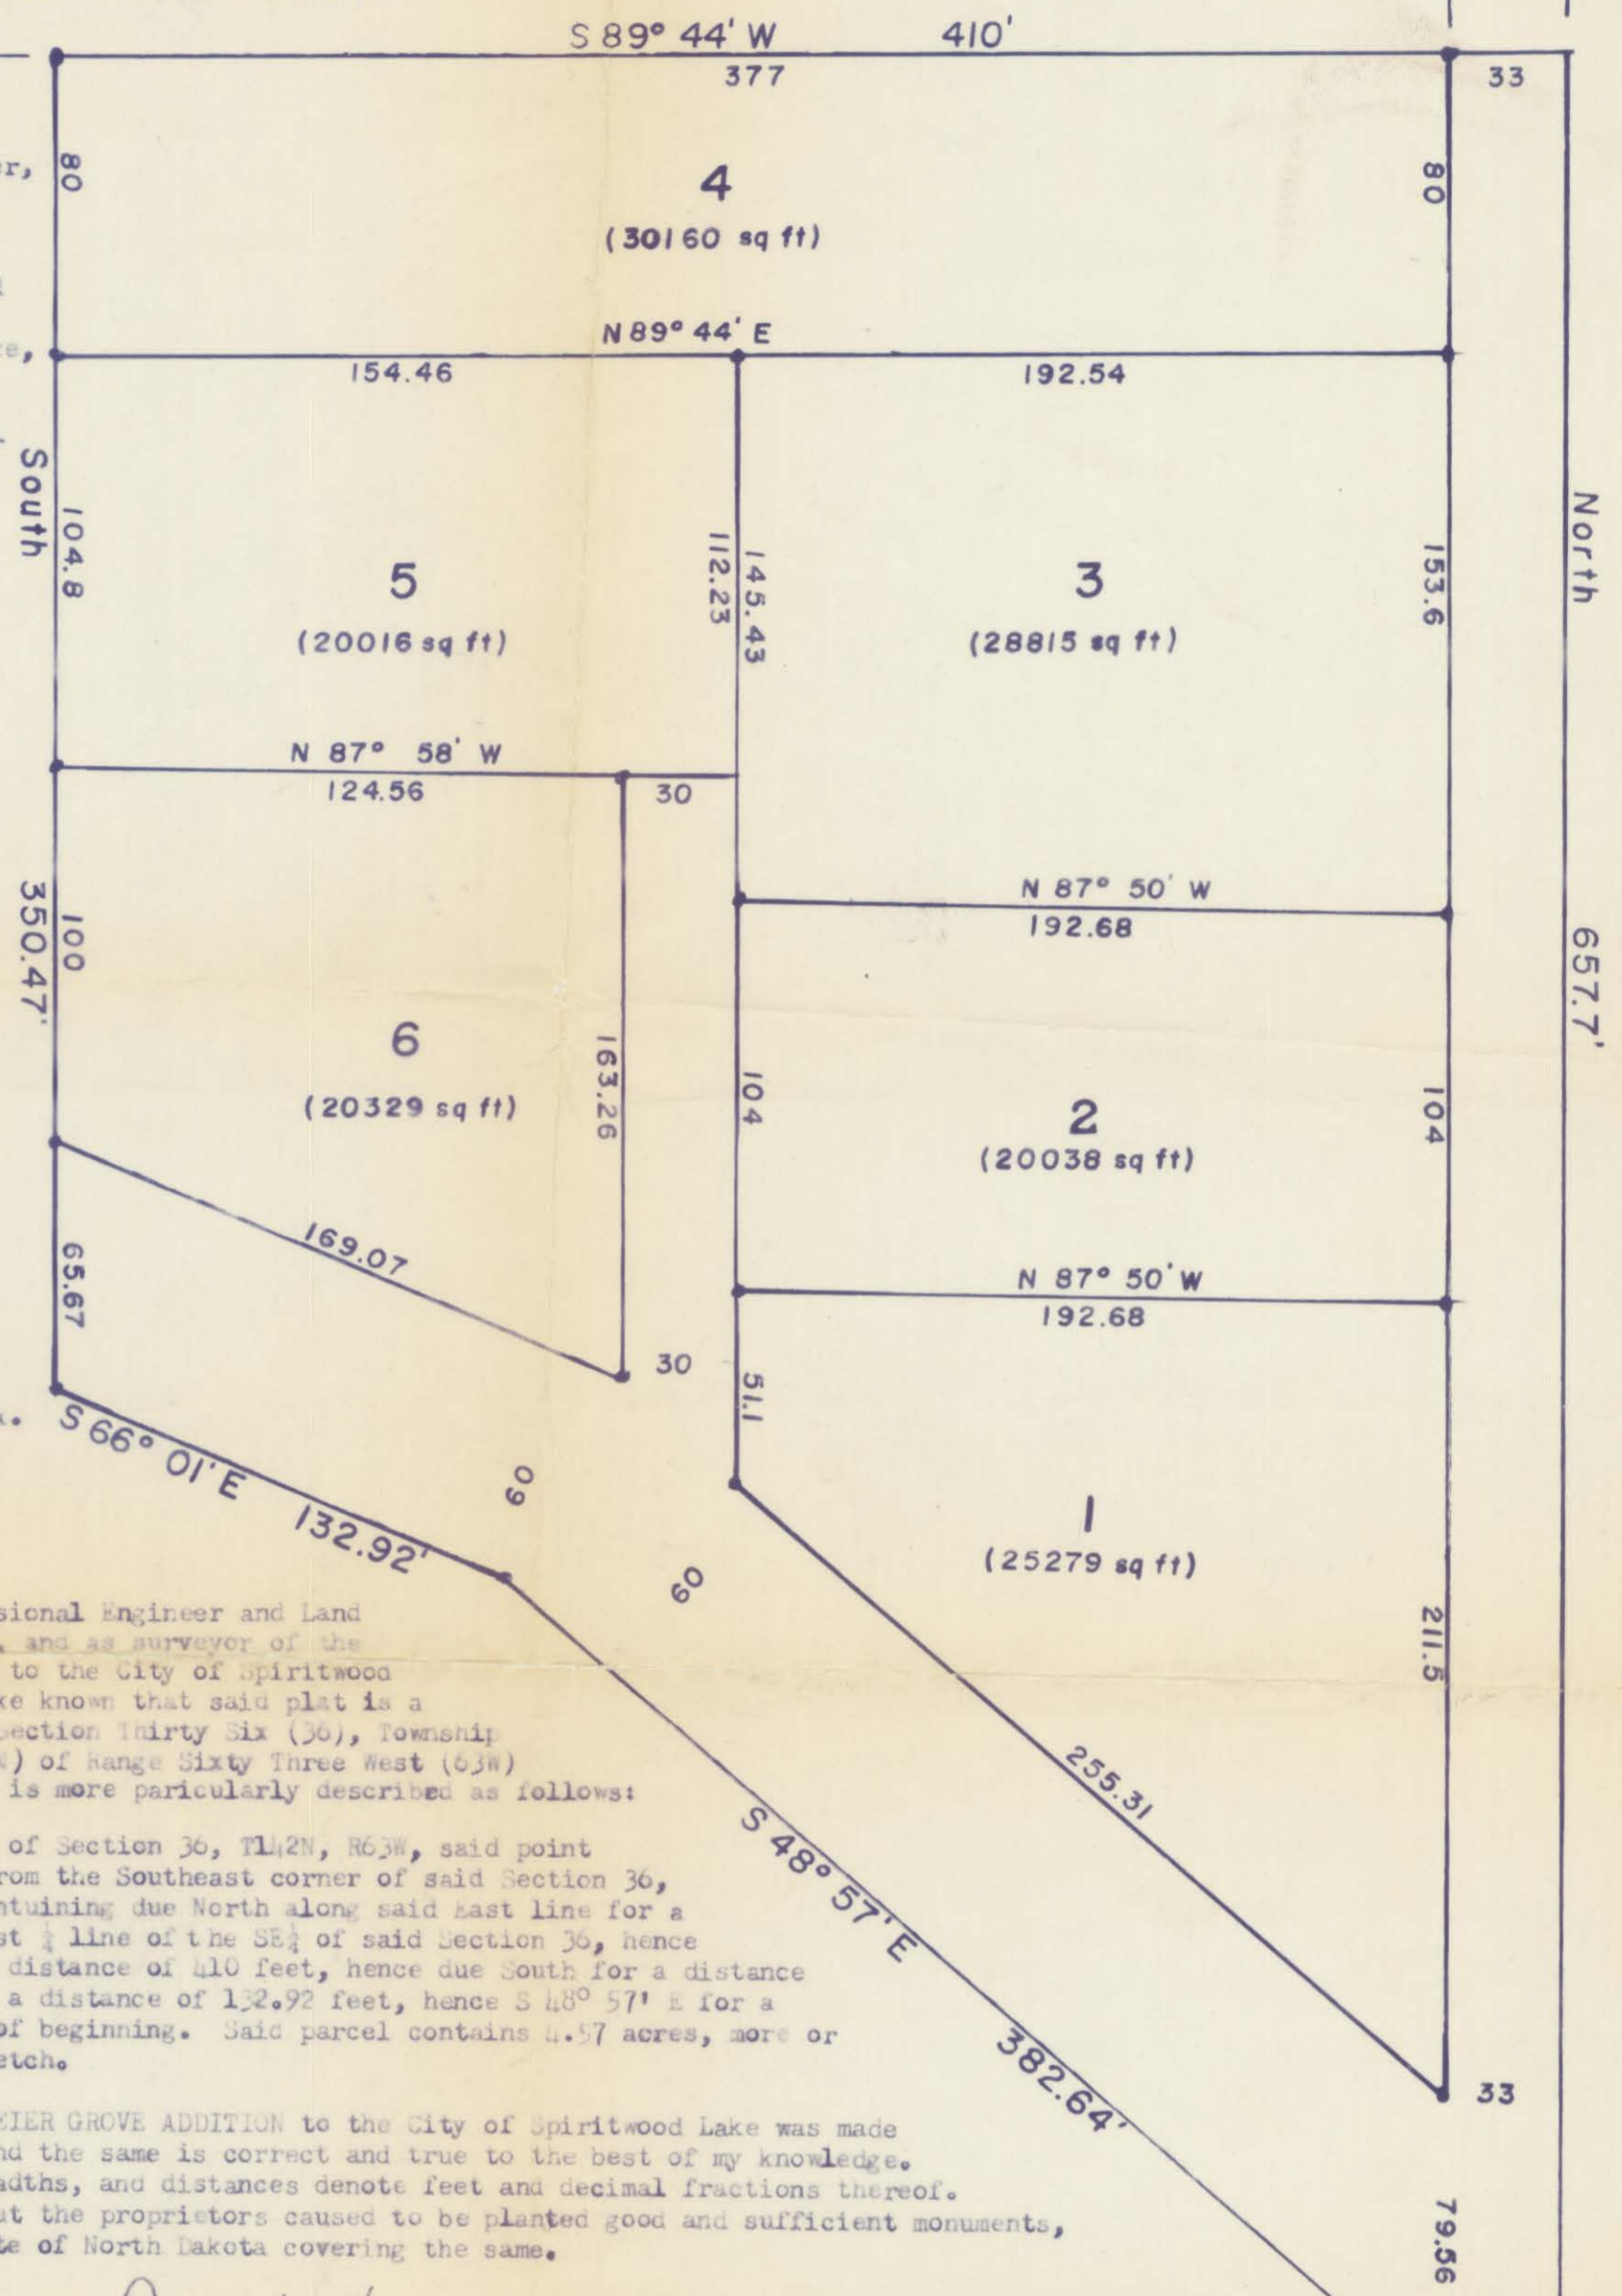 S 89° 44' W 410'
377
33
80
80
er,
4
(30160 sq ft)
N 89° 44' E
154.46
192.54
South
104.8
112.23
145.43
153.6
North
5
(20016 sq ft)
3
(28815 sq ft)
N 87° 58' W
124.56
30
350.47'
100
N 87° 50' W
192.68
657.7'
6
(20329 sq ft)
163.26
104
2
(20038 sq ft)
104
169.07
65.67
N 87° 50' W
192.68
30
51.1
S 66° 01' E 132.92'
60
60
1
(25279 sq ft)
211.5
255.31
S 48° 57' E 382.64'
33
79.56
sional Engineer and Land
, and as surveyor of the
to the City of Spiritwood
ke known that said plat is a
Section Thirty Six (36), Township
N) of Range Sixty Three West (63W)
is more paricularly described as follows:
of Section 36, T142N, R63W, said point
rom the Southeast corner of said Section 36,
ntuining due North along said East line for a
st ¼ line of the SE¼ of said Section 36, hence
distance of 410 feet, hence due South for a distance
a distance of 132.92 feet, hence S 48° 57' E for a
of beginning. Said parcel contains 4.57 acres, more or
etch.
EIER GROVE ADDITION to the City of Spiritwood Lake was made
nd the same is correct and true to the best of my knowledge.
adths, and distances denote feet and decimal fractions thereof.
at the proprietors caused to be planted good and sufficient monuments,
te of North Dakota covering the same.